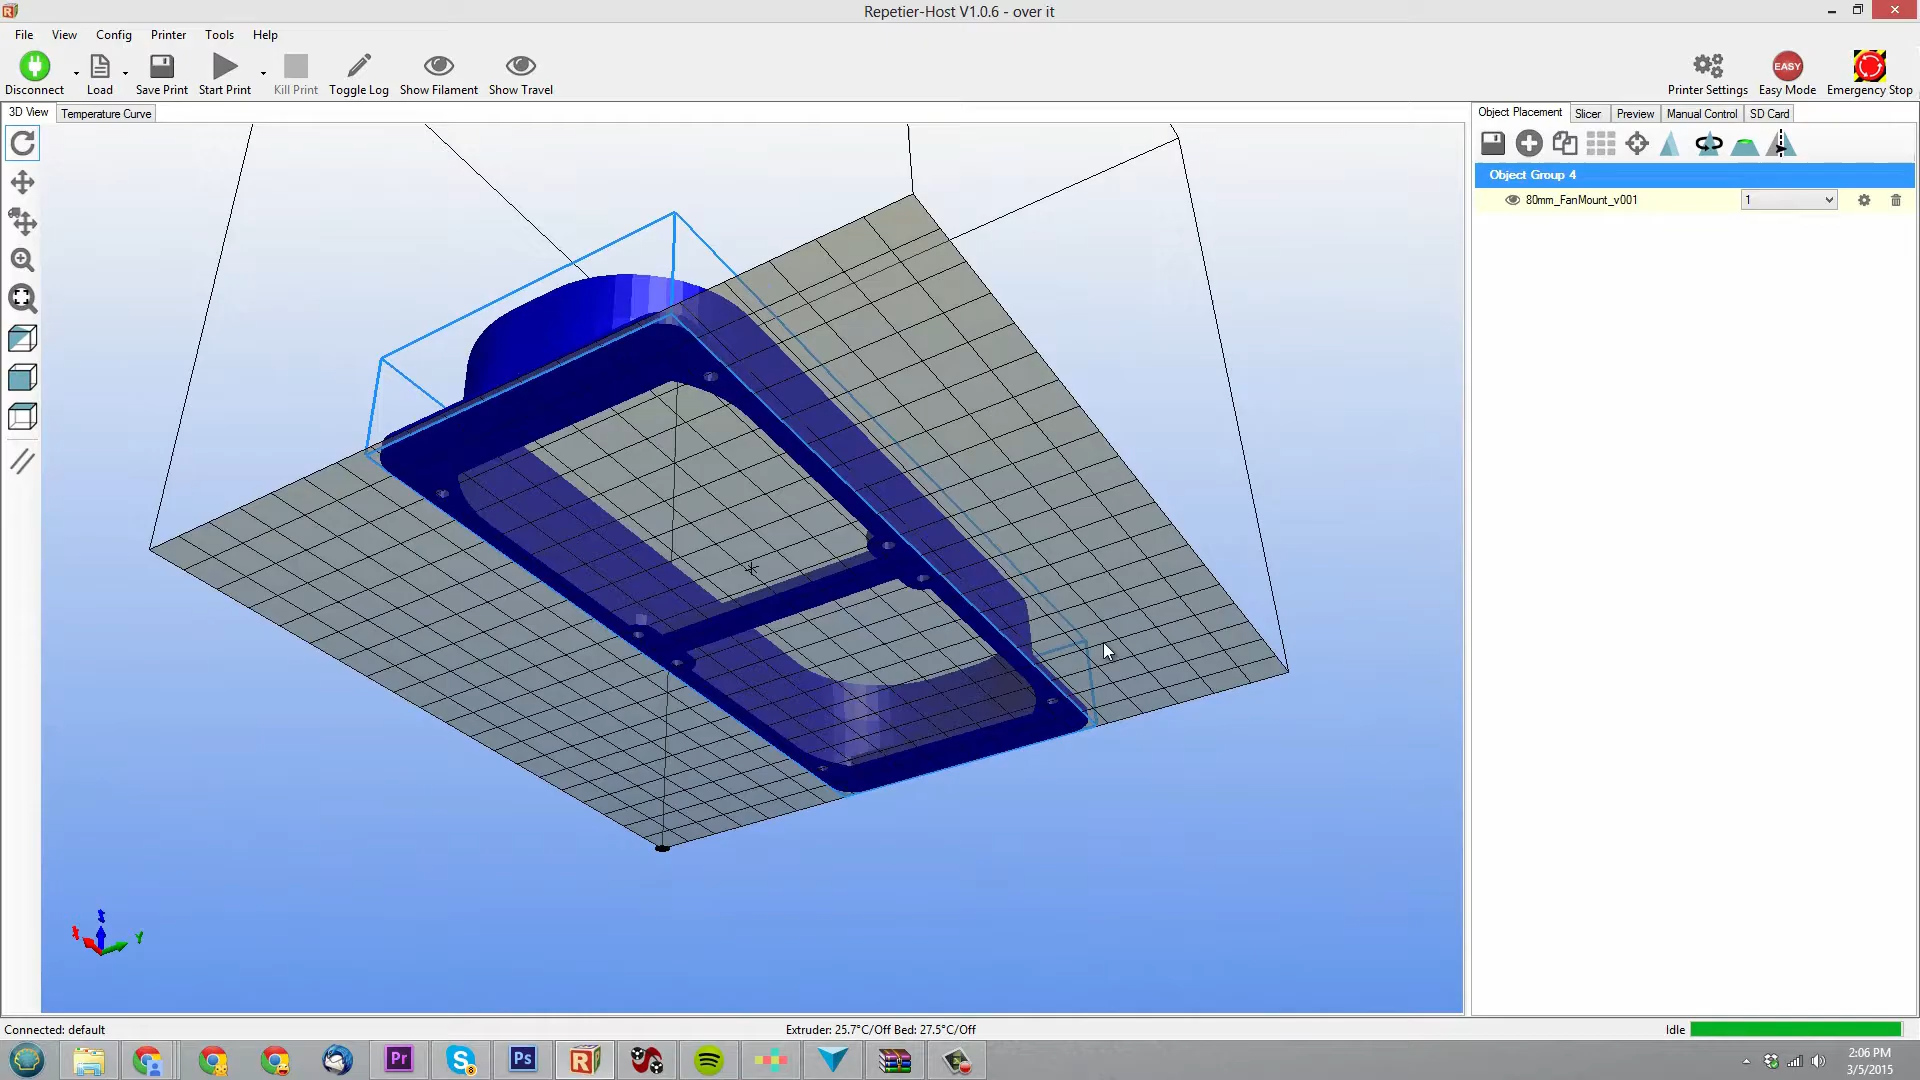 Repetier-Host V1.0.6 - over it
File View Config Printer Tools Help
Disconnect Load Save Print Start Print Kill Print Toggle Log Show Filament Show Travel Printer Settings EASY Easy Mode Emergency Stop
3D View Temperature Curve
Object Placement Slicer Preview Manual Control SD Card
Object Group 4
80mm_FanMount_v001 1
Z
X Y
Connected: default Extruder: 25.7°C/Off Bed: 27.5°C/Off Idle
Pr S 8 Ps R
2:06 PM
3/5/2015